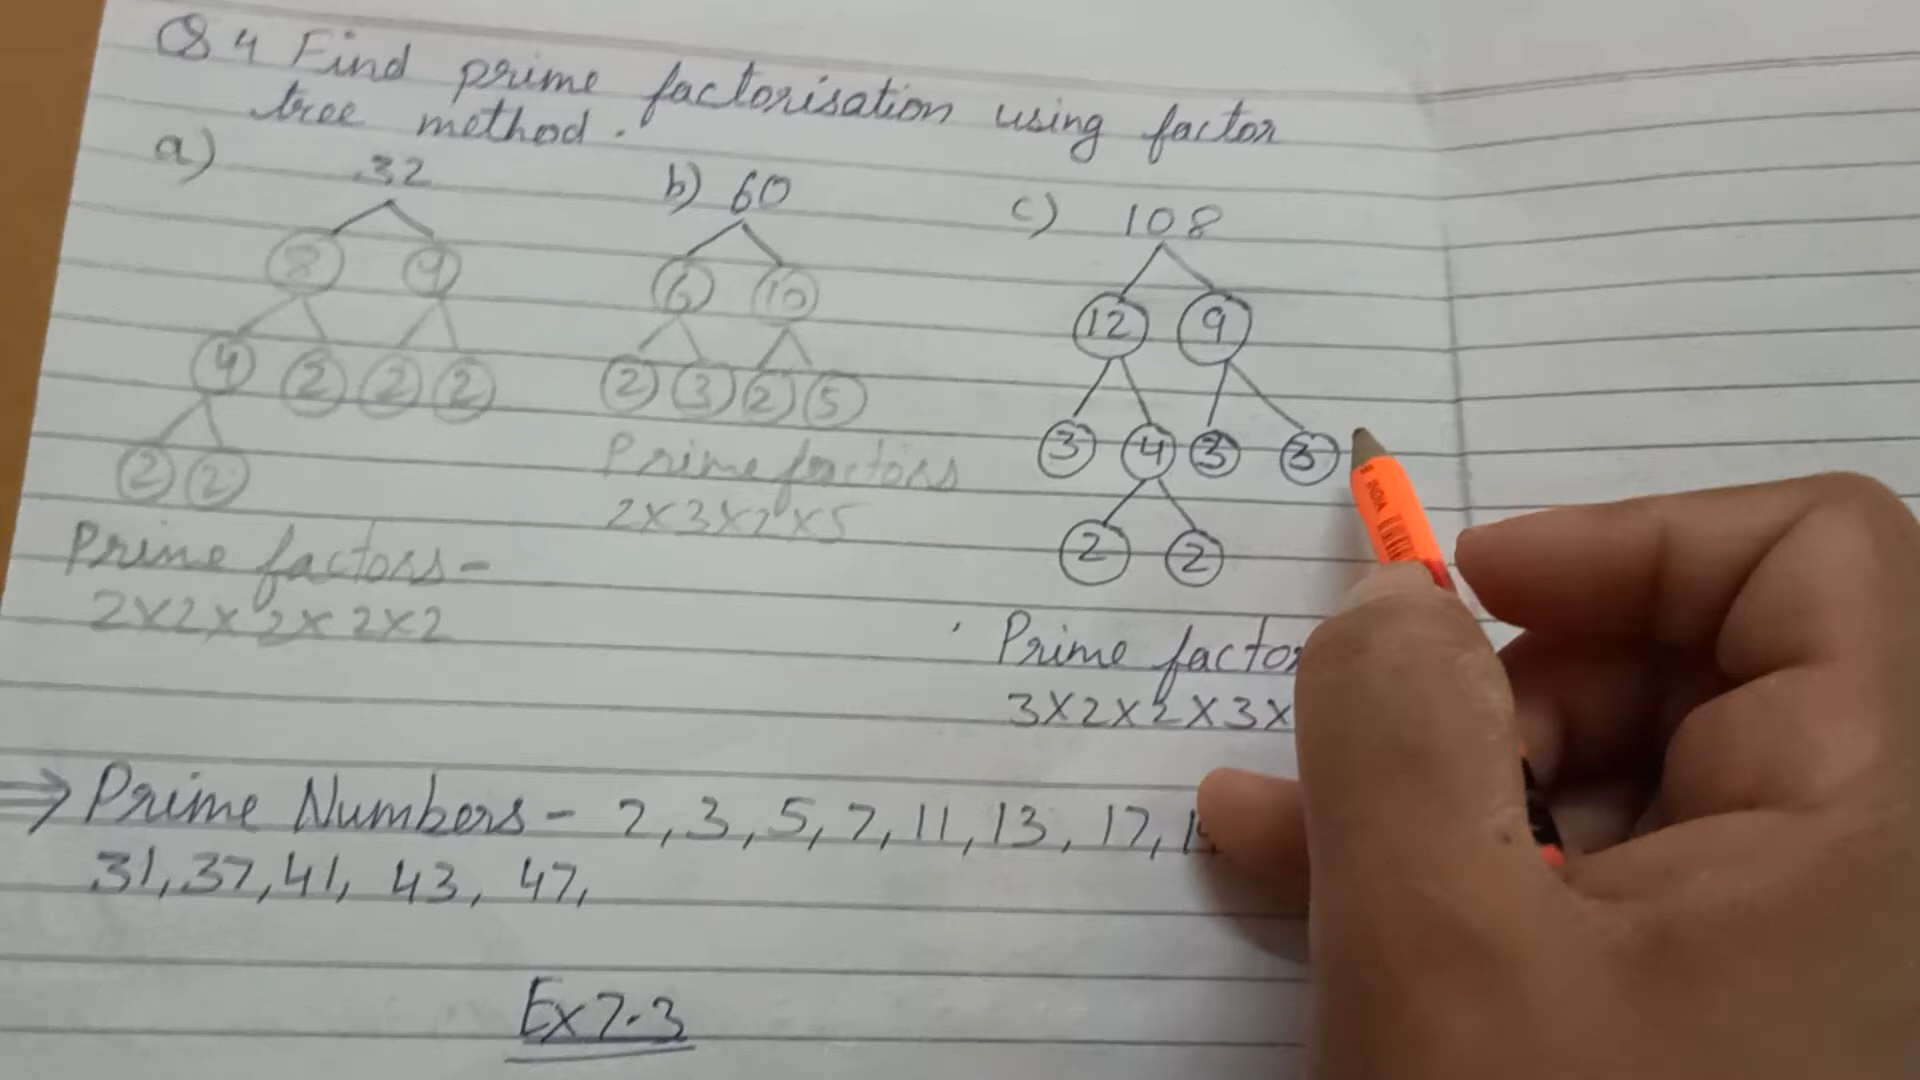 Q 4 Find prime factorisation using factor
tree method.
a) 32
b) 60
c) 108
8 9
6 10
12 9
4 2 2 2
2 3 2 5
3 4 3 3
2 2
2 2
Prime factors
2x3x2x5
Prime factors-
2x2x2x2x2
Prime factor
3x2x2x3x
⇒ Prime Numbers - 2, 3, 5, 7, 11, 13, 17,
31, 37, 41, 43, 47,
Ex 7.3
INDIA